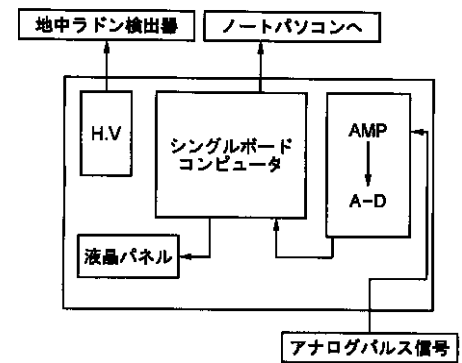 地中ラドン検出器
ノートパソコンへ
H.V
シングルボード
コンピュータ
AMP
A-D
液晶パネル
アナログパルス信号